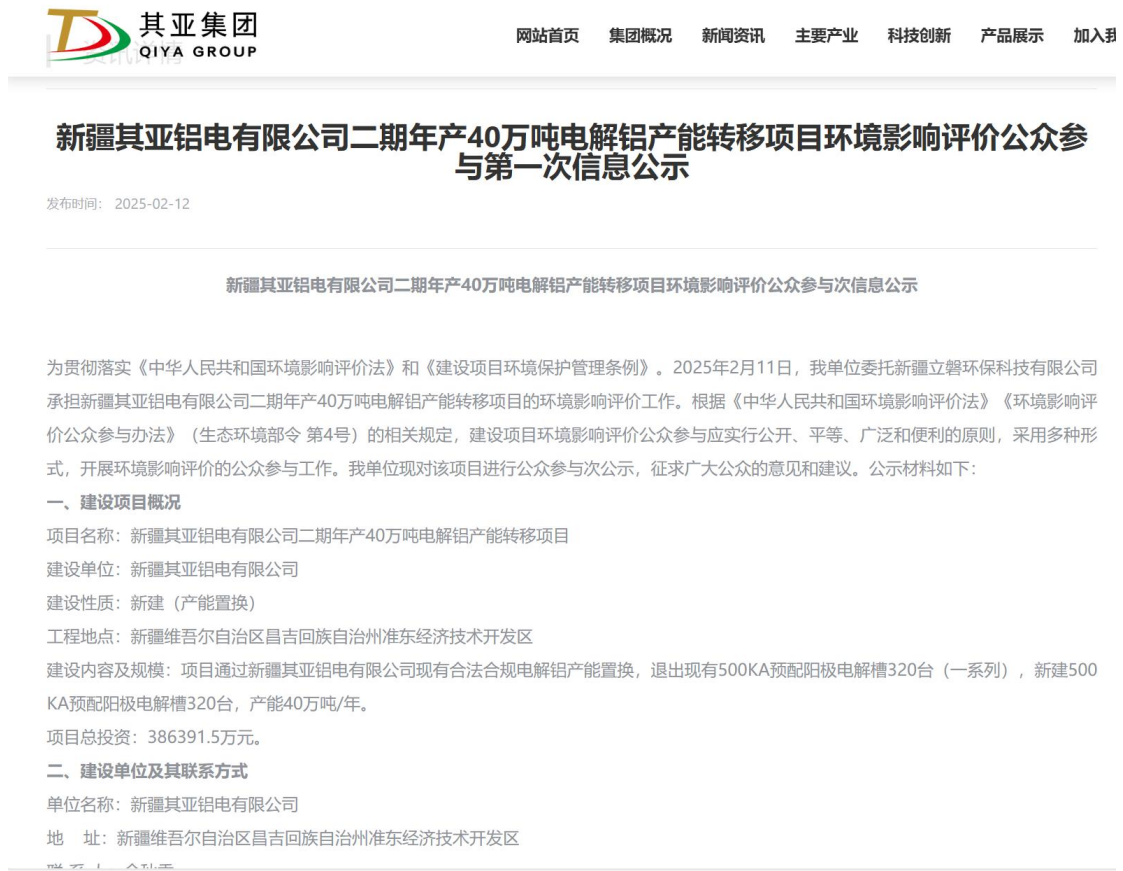 其亚集团
QIYA GROUP
网站首页 集团概况 新闻资讯 主要产业 科技创新 产品展示 加入我
资讯详情
新疆其亚铝电有限公司二期年产40万吨电解铝产能转移项目环境影响评价公众参
与第一次信息公示
发布时间： 2025-02-12
新疆其亚铝电有限公司二期年产40万吨电解铝产能转移项目环境影响评价公众参与次信息公示
为贯彻落实《中华人民共和国环境影响评价法》和《建设项目环境保护管理条例》。2025年2月11日，我单位委托新疆立磐环保科技有限公司
承担新疆其亚铝电有限公司二期年产40万吨电解铝产能转移项目的环境影响评价工作。根据《中华人民共和国环境影响评价法》《环境影响评
价公众参与办法》（生态环境部令 第4号）的相关规定，建设项目环境影响评价公众参与应实行公开、平等、广泛和便利的原则，采用多种形
式，开展环境影响评价的公众参与工作。我单位现对该项目进行公众参与次公示，征求广大公众的意见和建议。公示材料如下：
一、建设项目概况
项目名称：新疆其亚铝电有限公司二期年产40万吨电解铝产能转移项目
建设单位：新疆其亚铝电有限公司
建设性质：新建（产能置换）
工程地点：新疆维吾尔自治区昌吉回族自治州准东经济技术开发区
建设内容及规模：项目通过新疆其亚铝电有限公司现有合法合规电解铝产能置换，退出现有500KA预配阳极电解槽320台（一系列），新建500
KA预配阳极电解槽320台，产能40万吨/年。
项目总投资：386391.5万元。
二、建设单位及其联系方式
单位名称：新疆其亚铝电有限公司
地 址：新疆维吾尔自治区昌吉回族自治州准东经济技术开发区